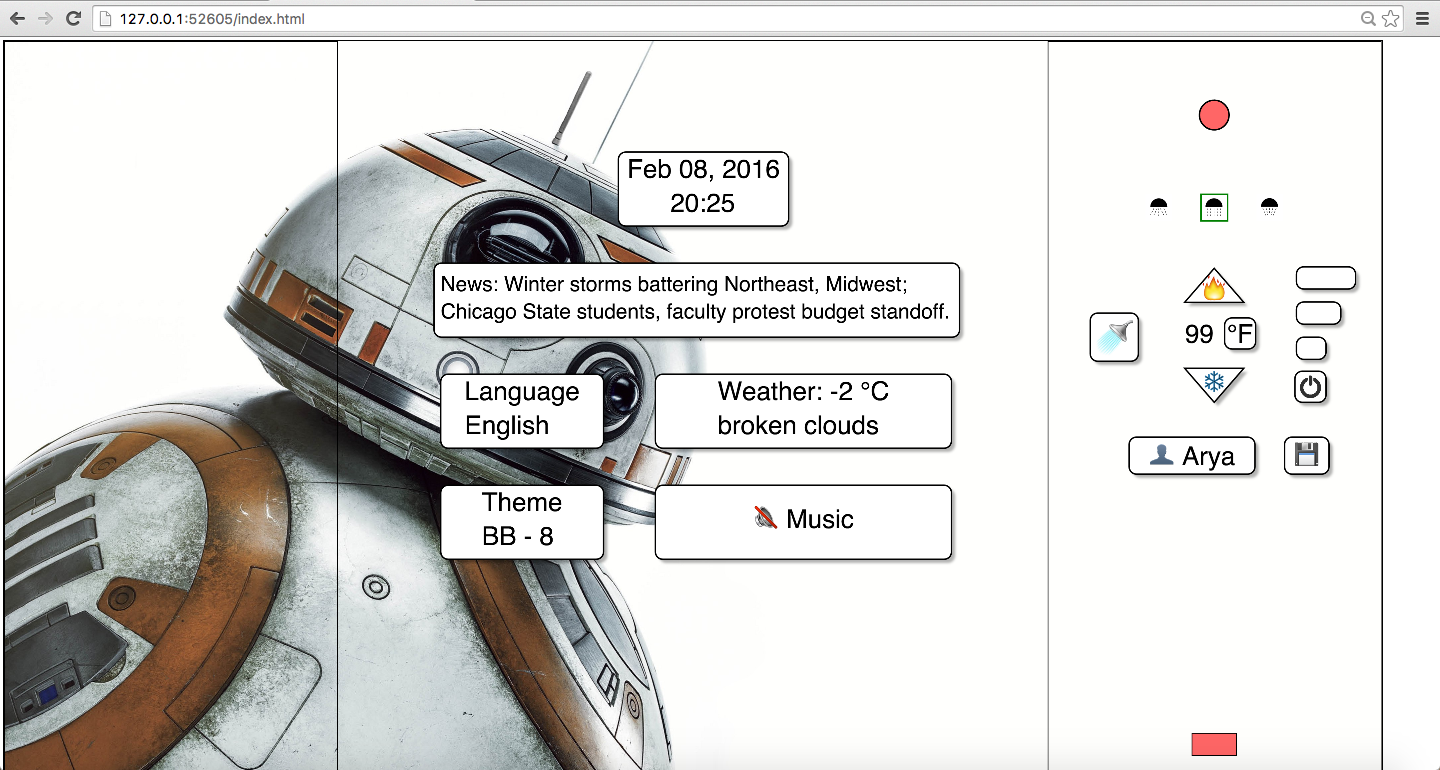 127.0.0.1:52605/index.html
Feb 08, 2016
20:25
News: Winter storms battering Northeast, Midwest;
Chicago State students, faculty protest budget standoff.
Language
English
Weather: -2 °C
broken clouds
Theme
BB - 8
Music
99 °F
Arya